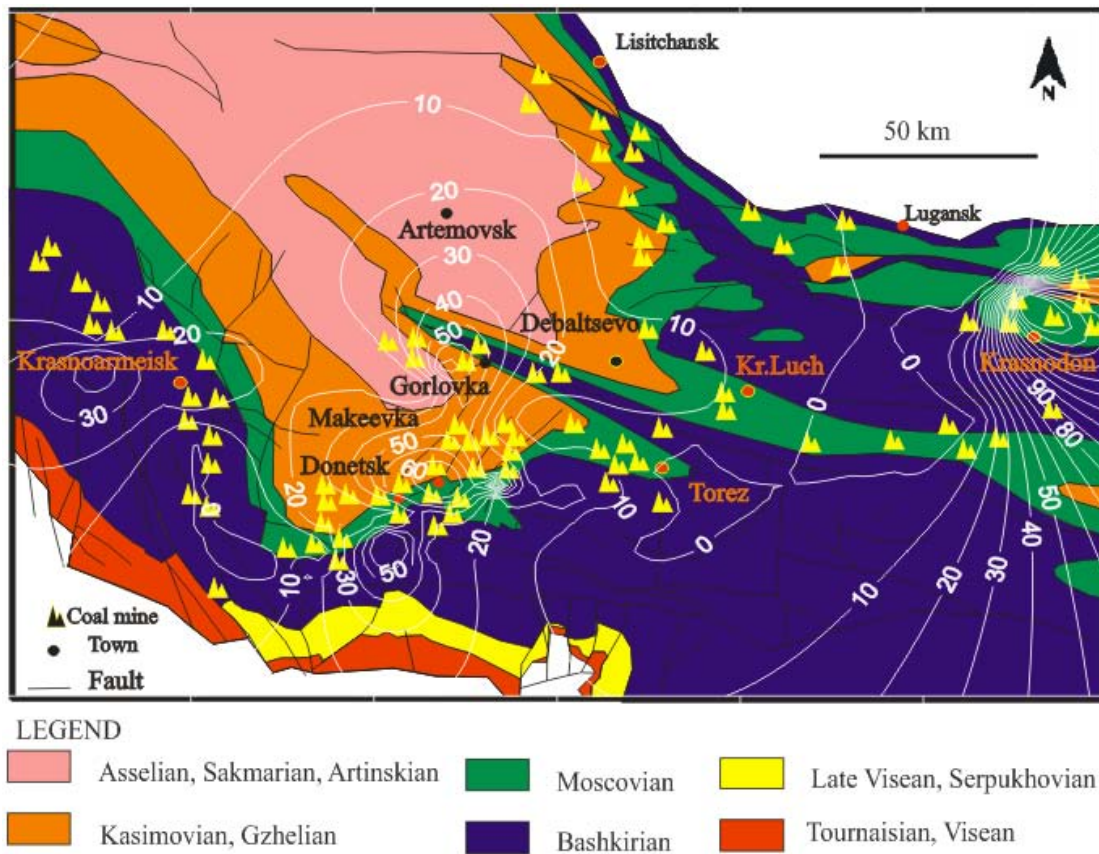 Lisitchansk
N
50 km
10
20
Artemovsk
Lugansk
30
40
10
50
Debaltsevo
10
20
0
Krasnoarmeisk
20
Kr.Luch
Krasnodon
Gorlovka
30
90
Makeevka
0
80
50
Donetsk
60
20
Torez
50
10
0
20
0
40
10
30
50
30
20
10
Coal mine
Town
Fault
LEGEND
Asselian, Sakmarian, Artinskian
Moscovian
Late Visean, Serpukhovian
Kasimovian, Gzhelian
Bashkirian
Tournaisian, Visean